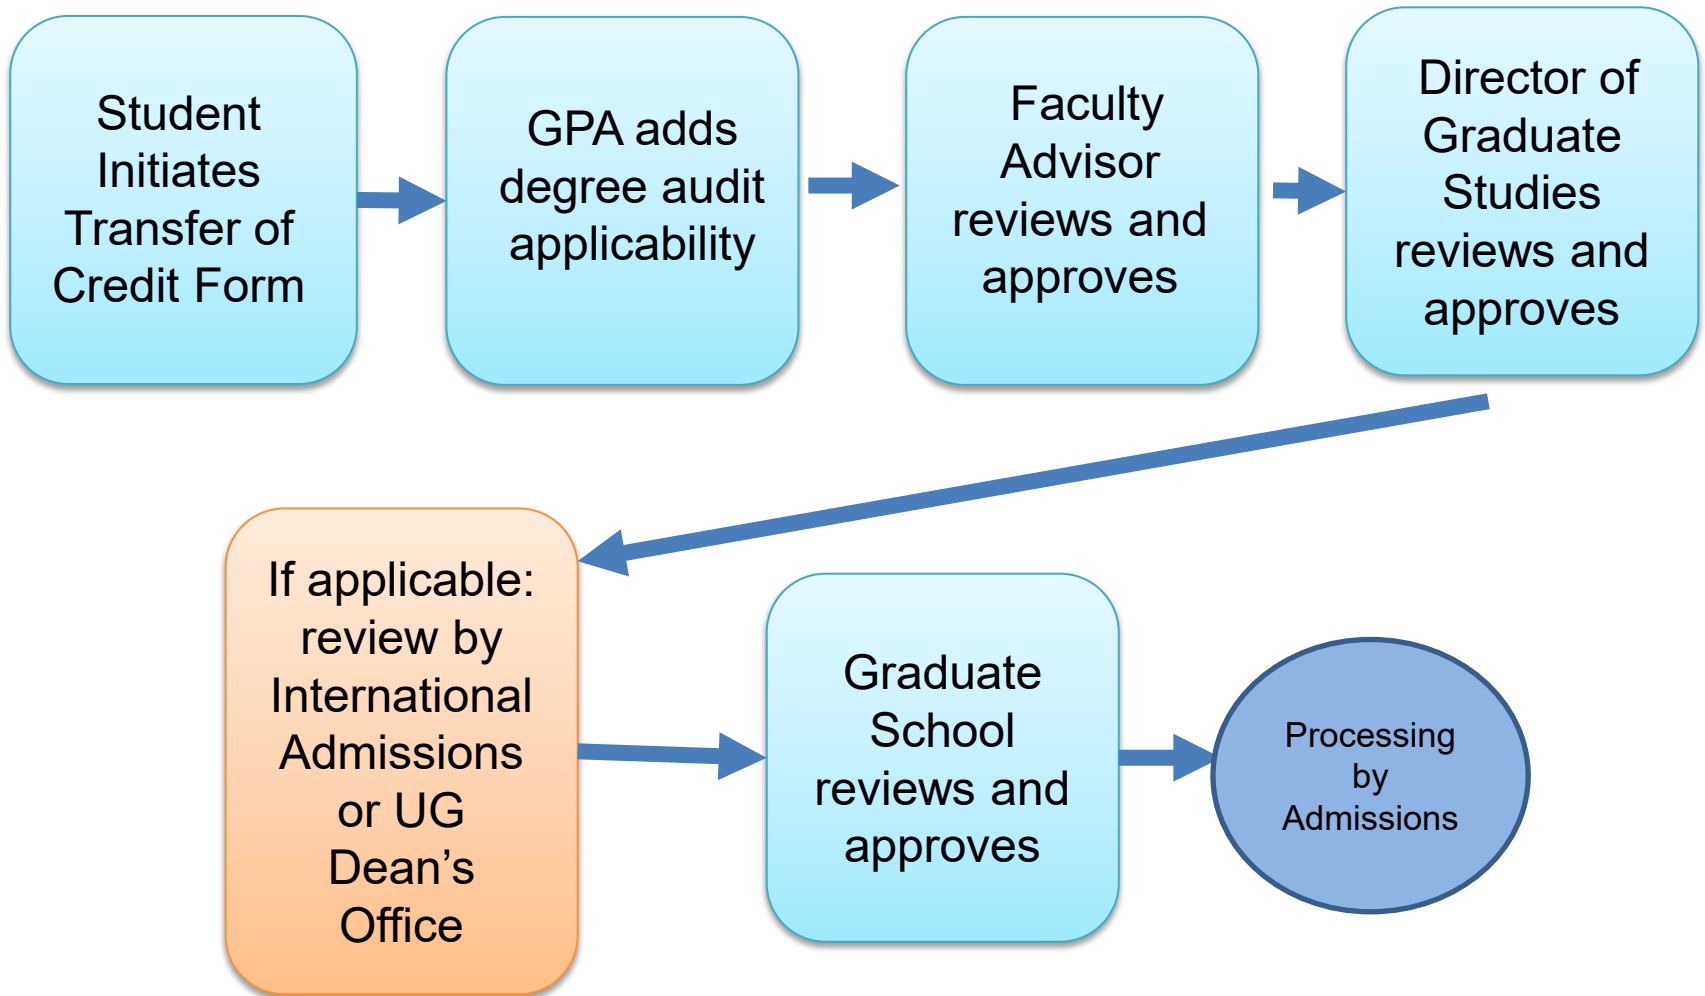 Student
Initiates
Transfer of
Credit Form
GPA adds
degree audit
applicability
Faculty
Advisor
reviews and
approves
Director of
Graduate
Studies
reviews and
approves
If applicable:
review by
International
Admissions
or UG
Dean’s
Office
Graduate
School
reviews and
approves
Processing
by
Admissions